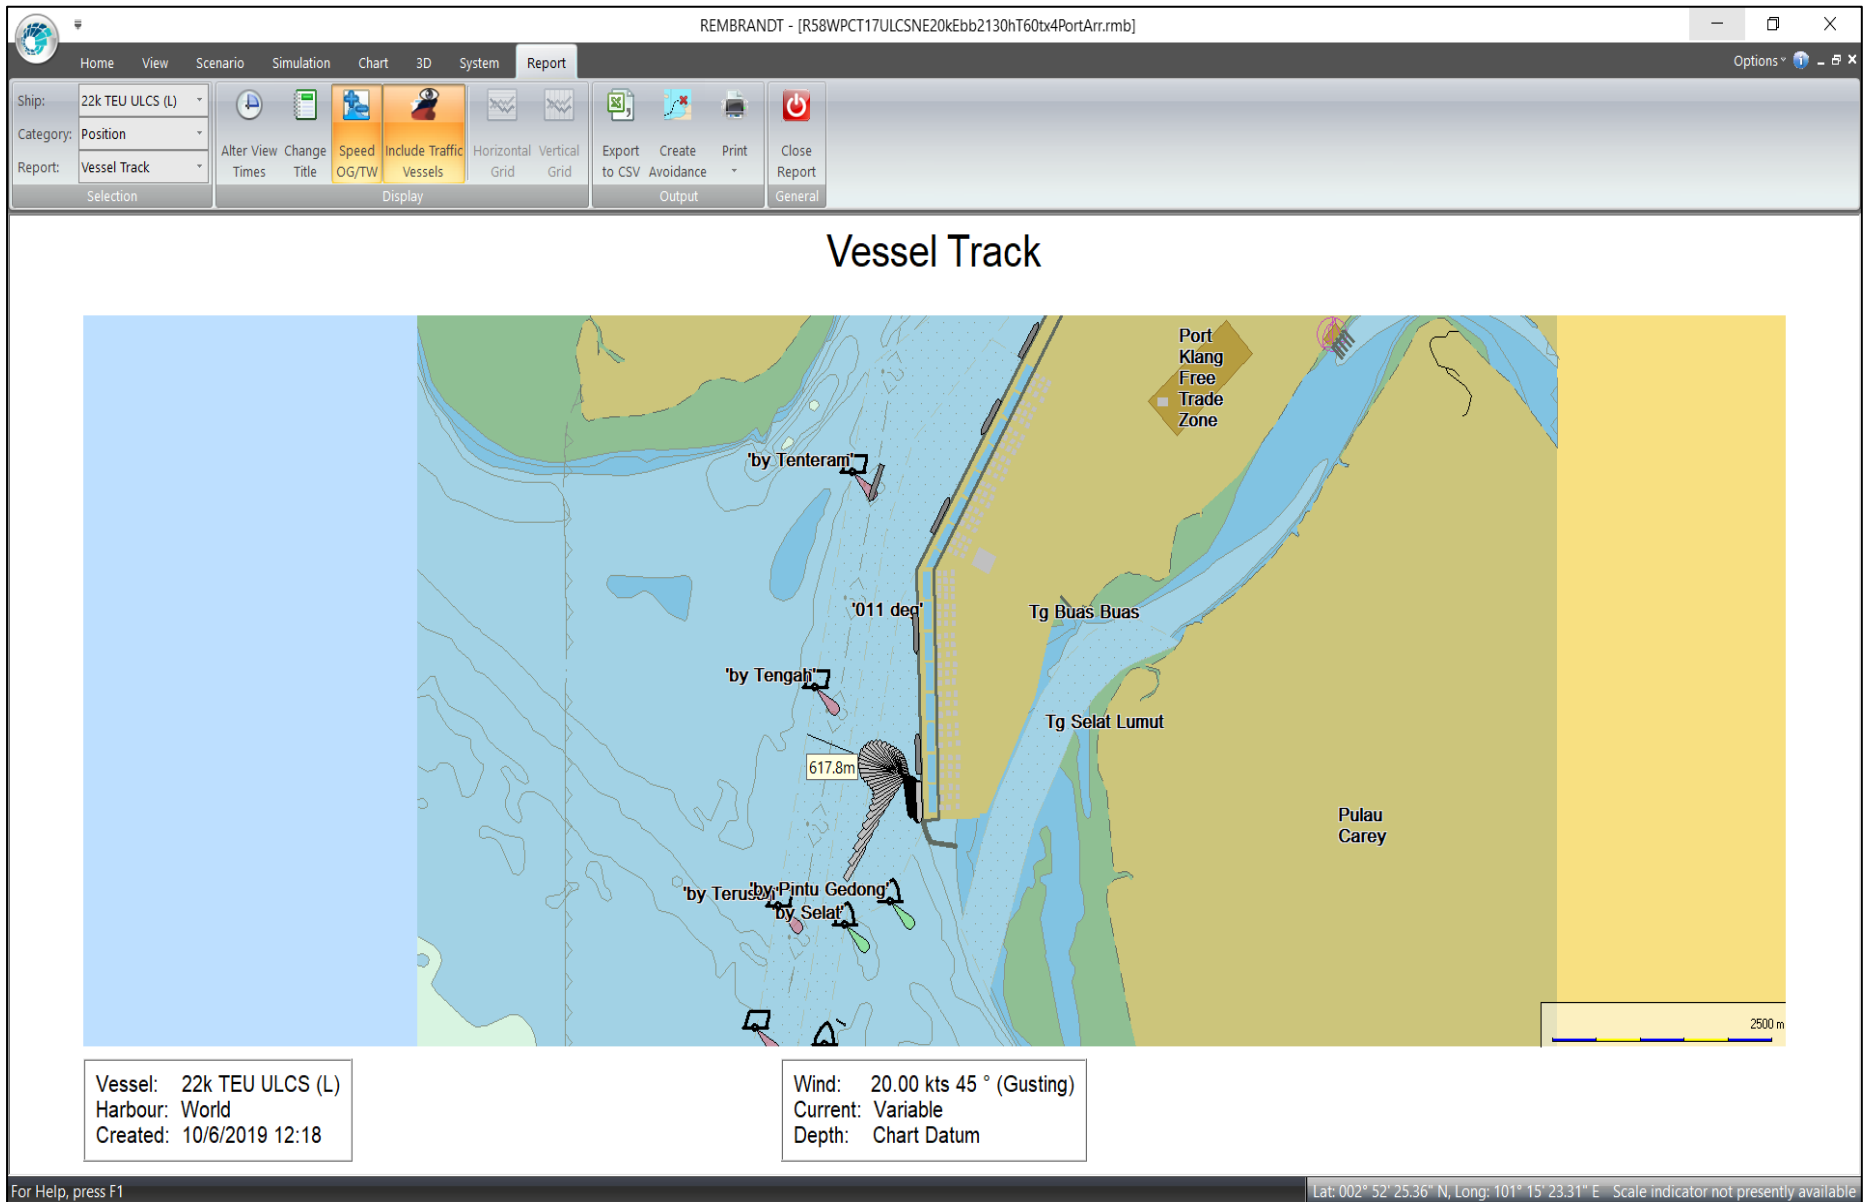 REMBRANDT - [R58WPCT17ULCSNE20kEbb2130hT60tx4PortArr.rmb]
Home View Scenario Simulation Chart 3D System Report Options
Ship: 22k TEU ULCS (L)
Category: Position
Report: Vessel Track
Selection
Alter View Times
Change Title
Speed OG/TW
Include Traffic Vessels
Horizontal Grid
Vertical Grid
Display
Export to CSV
Create Avoidance
Print
Output
Close Report
General
Vessel Track
Port
Klang
Free
Trade
Zone
'by Tenteram'
'011 deg'
Tg Buas Buas
'by Tengah'
Tg Selat Lumut
617.8m
Pulau
Carey
'by Pintu Gedong'
'by Selat'
2500 m
Vessel: 22k TEU ULCS (L)
Harbour: World
Created: 10/6/2019 12:18
Wind: 20.00 kts 45 ° (Gusting)
Current: Variable
Depth: Chart Datum
For Help, press F1
Lat: 002° 52' 25.36" N, Long: 101° 15' 23.31" E Scale indicator not presently available